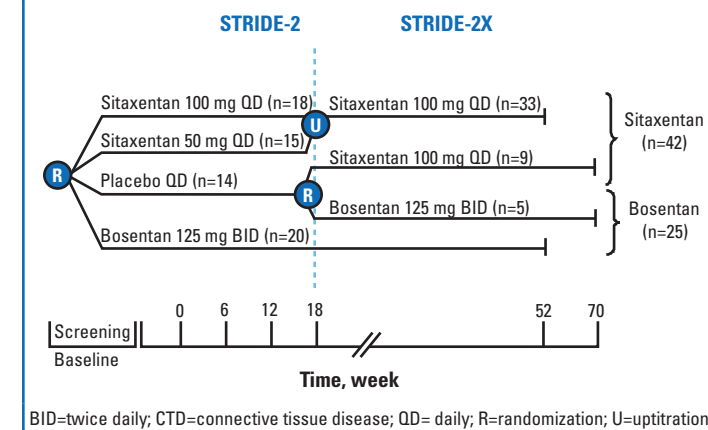 STRIDE-2 STRIDE-2X
Sitaxentan 100 mg QD (n=18) Sitaxentan 100 mg QD (n=33)
U
Sitaxentan 50 mg QD (n=15)
Sitaxentan
(n=42)
Sitaxentan 100 mg QD (n=9)
R
Placebo QD (n=14)
R
Bosentan 125 mg BID (n=5)
Bosentan
(n=25)
Bosentan 125 mg BID (n=20)
0 6 12 18 52 70
Screening
Baseline
Time, week
BID=twice daily; CTD=connective tissue disease; QD= daily; R=randomization; U=uptitration